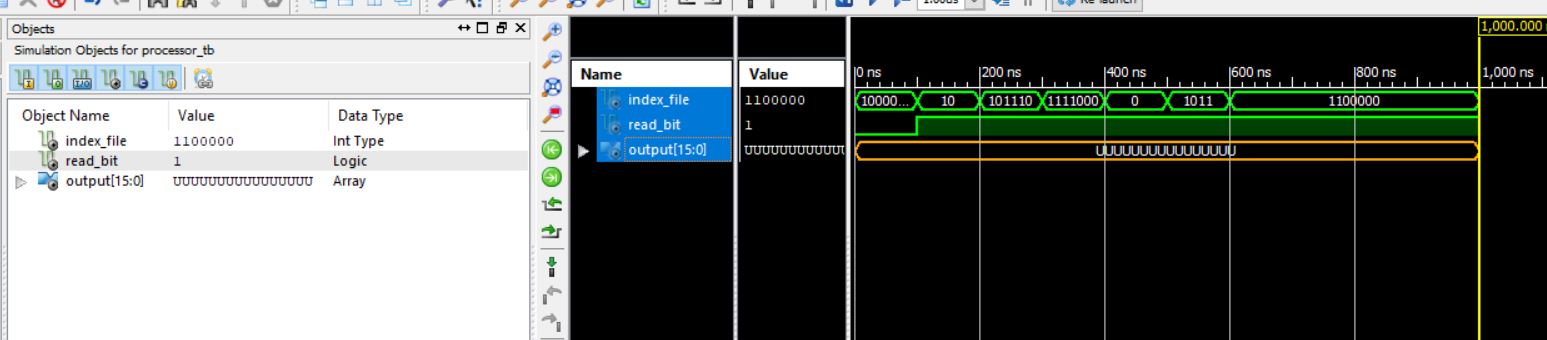 1.00us
Re-launch
Objects
Simulation Objects for processor_tb
Object Name Value Data Type
index_file 1100000 Int Type
read_bit 1 Logic
output[15:0] UUUUUUUUUUUUUUUU Array
Name Value
index_file 1100000
read_bit 1
output[15:0] UUUUUUUUUUUU
1,000.000
0 ns 200 ns 400 ns 600 ns 800 ns 1,000 ns
10000... 10 101110 1111000 0 1011 1100000
UUUUUUUUUUUUUUUU